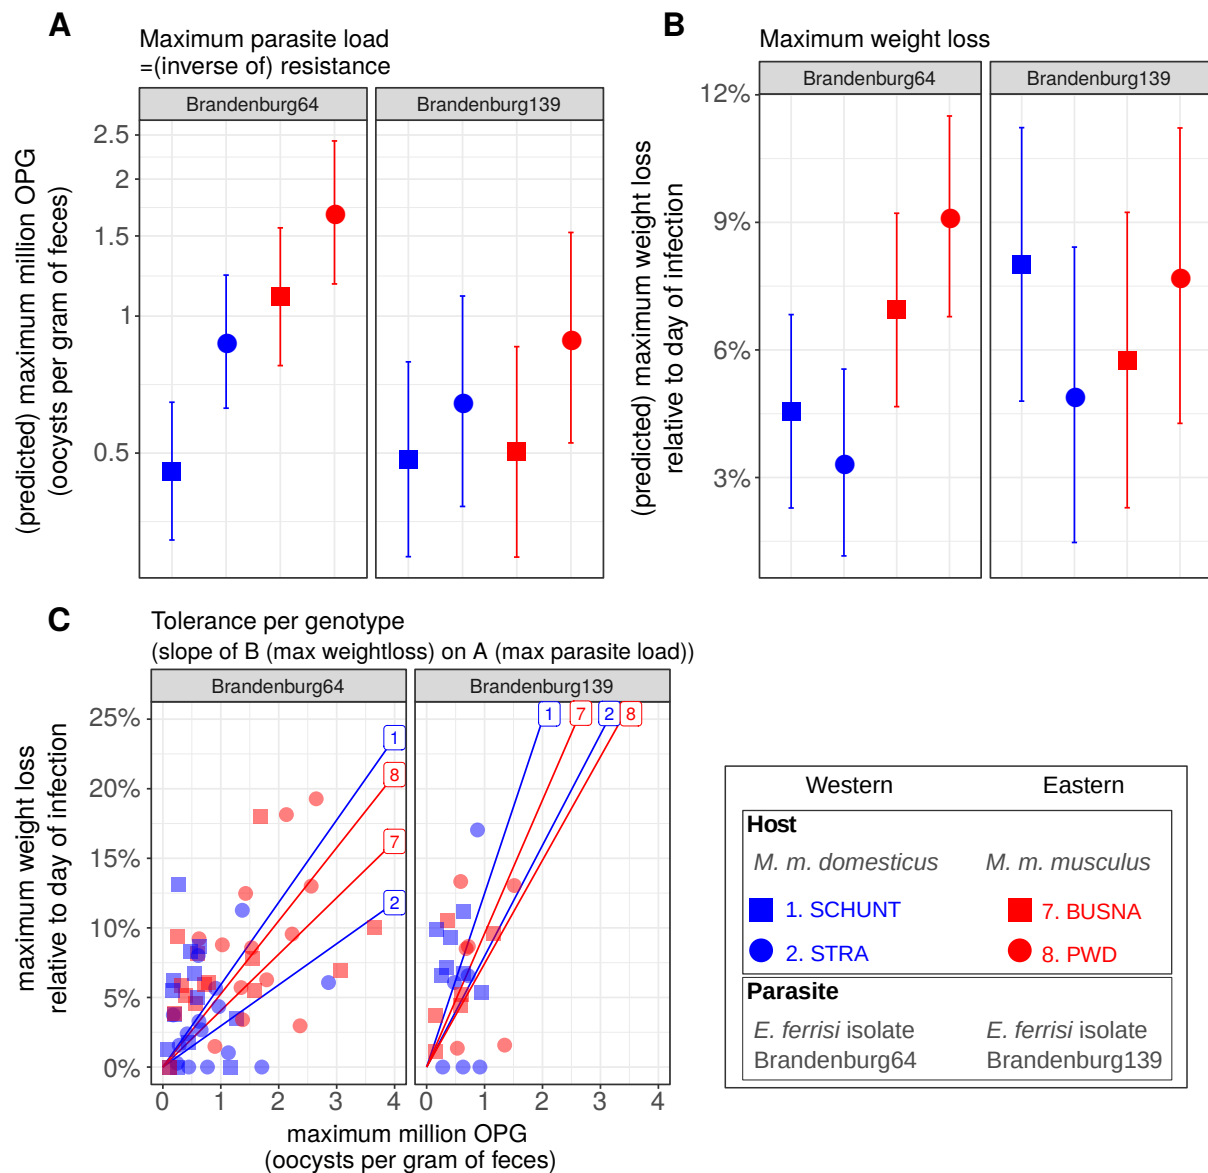 A
Maximum parasite load
=(inverse of) resistance
Brandenburg64
Brandenburg139
(predicted) maximum million OPG
(oocysts per gram of feces)
2.5
2
1.5
1
0.5
B
Maximum weight loss
Brandenburg64
Brandenburg139
(predicted) maximum weight loss
relative to day of infection
12%
9%
6%
3%
C
Tolerance per genotype
(slope of B (max weightloss) on A (max parasite load))
Brandenburg64
Brandenburg139
maximum weight loss
relative to day of infection
25%
20%
15%
10%
5%
0%
1
8
7
2
1
7
2
8
0 1 2 3 4
0 1 2 3 4
maximum million OPG
(oocysts per gram of feces)
Western Eastern
Host
M. m. domesticus M. m. musculus
1. SCHUNT 7. BUSNA
2. STRA 8. PWD
Parasite
E. ferrisi isolate E. ferrisi isolate
Brandenburg64 Brandenburg139